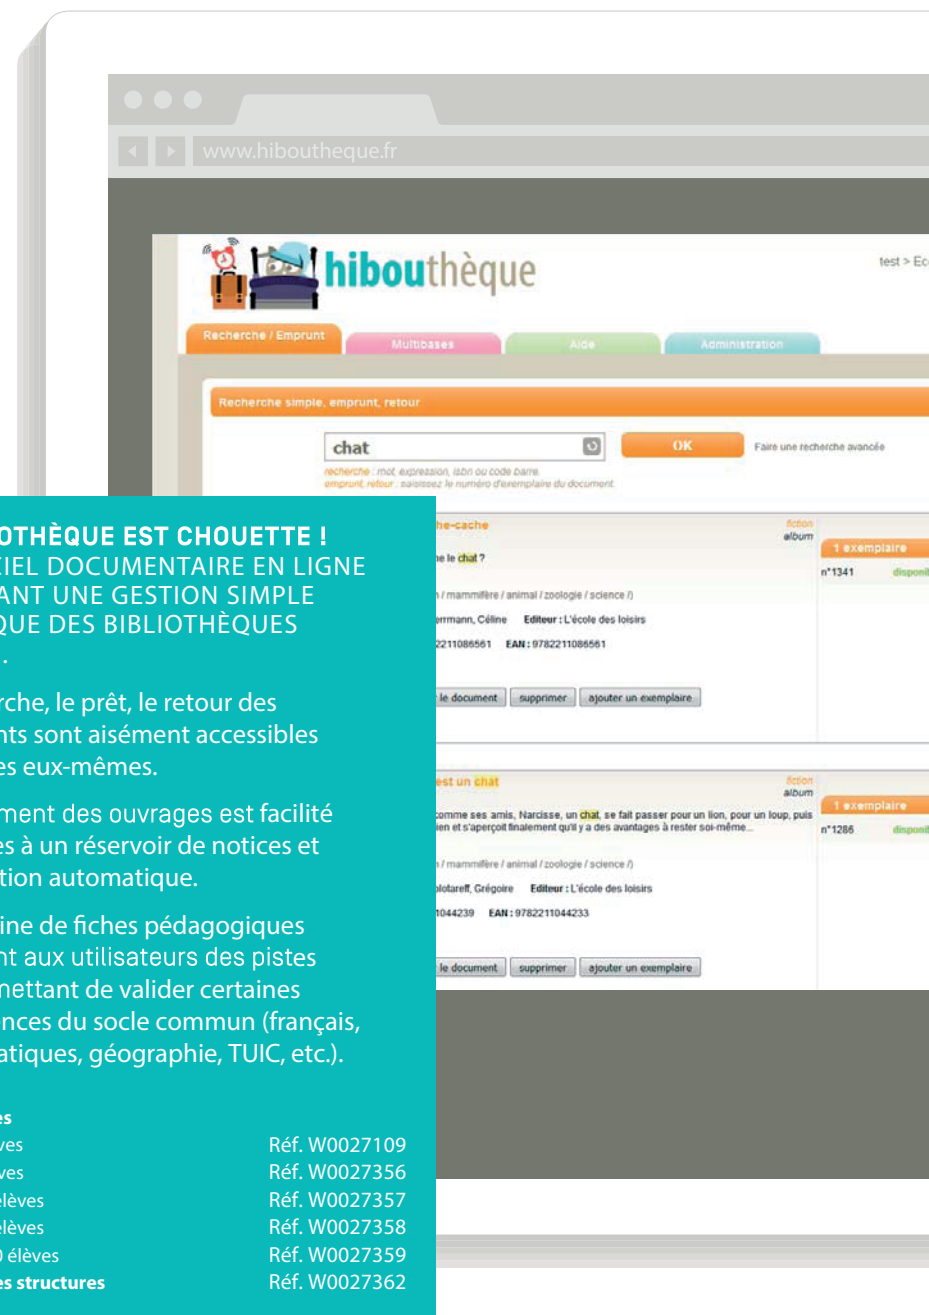 www.hiboutheque.fr
hibouthèque
test > Ec
Recherche / Emprunt
Multibases
Aide
Administration
Recherche simple, emprunt, retour
chat
OK
Faire une recherche avancée
recherche : mot, expression, isbn ou code barre.
emprunt, retour : saisissez le numéro d'exemplaire du document.
he-cache
fiction
album
ne le chat ?
1 exemplaire
n°1341 disponib
n / mammifère / animal / zoologie / science /)
errmann, Céline Editeur : L'école des loisirs
2211086561 EAN : 9782211086561
le document supprimer ajouter un exemplaire
est un chat
fiction
album
1 exemplaire
comme ses amis, Narcisse, un chat, se fait passer pour un lion, pour un loup, puis
ien et s'aperçoit finalement qu'il y a des avantages à rester soi-même...
n°1286 disponib
n / mammifère / animal / zoologie / science /)
olotareff, Grégoire Editeur : L'école des loisirs
1044239 EAN : 9782211044233
le document supprimer ajouter un exemplaire
OTHÈQUE EST CHOUETTE !
IEL DOCUMENTAIRE EN LIGNE
ANT UNE GESTION SIMPLE
QUE DES BIBLIOTHÈQUES
.
rche, le prêt, le retour des
nts sont aisément accessibles
es eux-mêmes.
ment des ouvrages est facilité
es à un réservoir de notices et
tion automatique.
ine de fiches pédagogiques
nt aux utilisateurs des pistes
mettant de valider certaines
nces du socle commun (français,
atiques, géographie, TUIC, etc.).
es
ves Réf. W0027109
ves Réf. W0027356
élèves Réf. W0027357
élèves Réf. W0027358
0 élèves Réf. W0027359
es structures Réf. W0027362